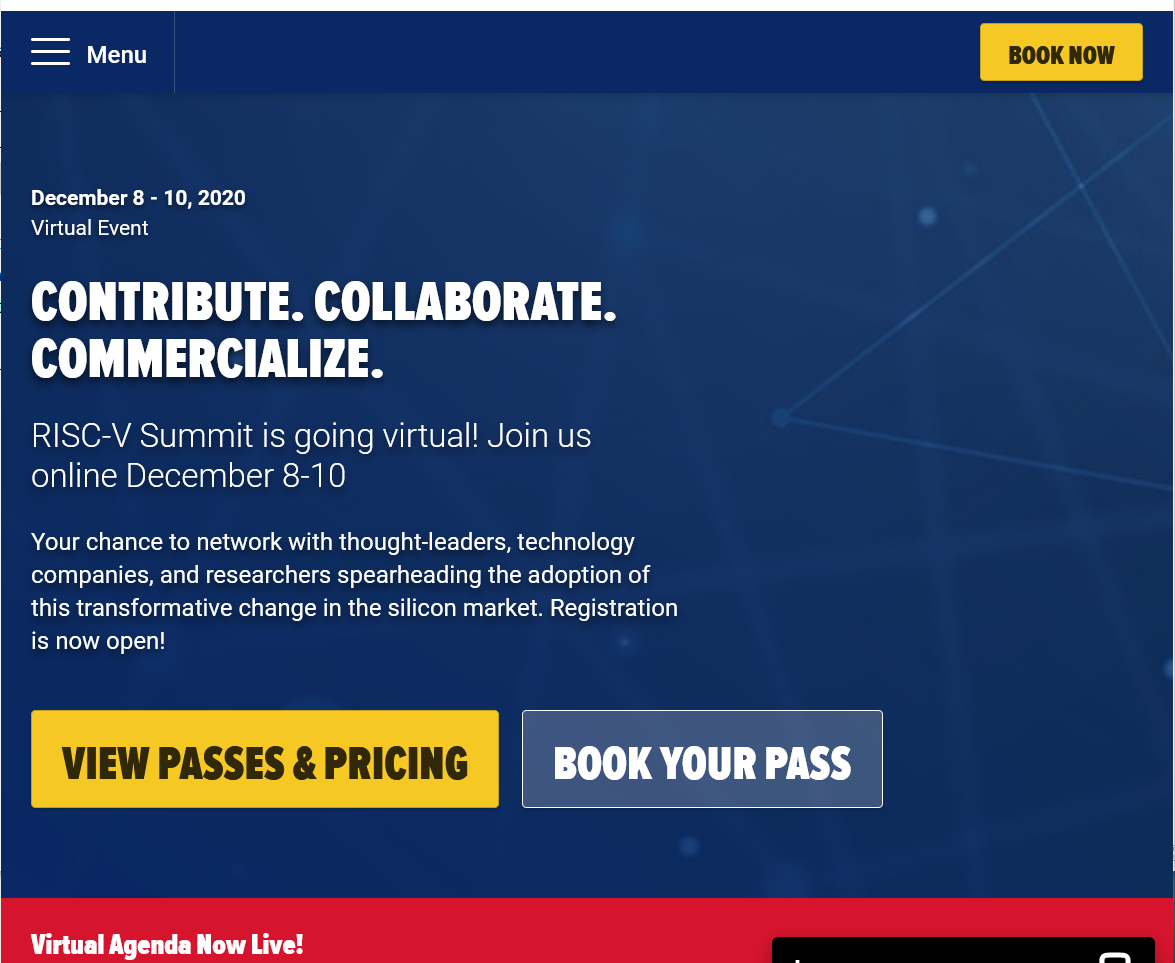 Menu
BOOK NOW
December 8 - 10, 2020
Virtual Event
CONTRIBUTE. COLLABORATE.
COMMERCIALIZE.
RISC-V Summit is going virtual! Join us
online December 8-10
Your chance to network with thought-leaders, technology
companies, and researchers spearheading the adoption of
this transformative change in the silicon market. Registration
is now open!
VIEW PASSES & PRICING
BOOK YOUR PASS
Virtual Agenda Now Live!